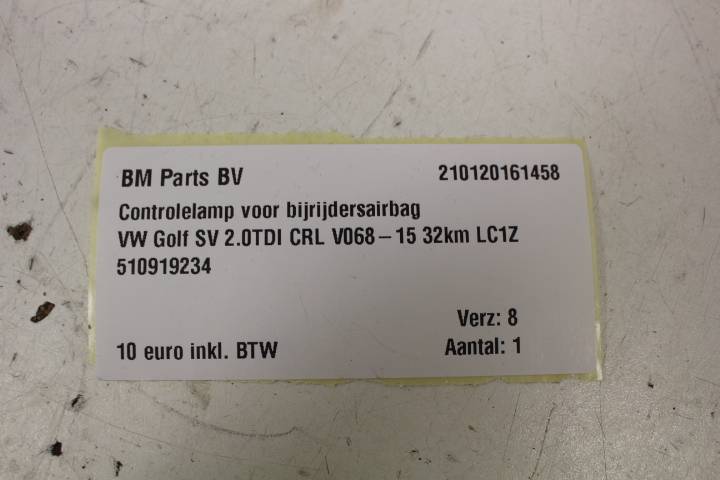 BM Parts BV 210120161458
Controlelamp voor bijrijdersairbag
VW Golf SV 2.0TDI CRL V068 – 15 32km LC1Z
510919234
Verz: 8
10 euro inkl. BTW Aantal: 1